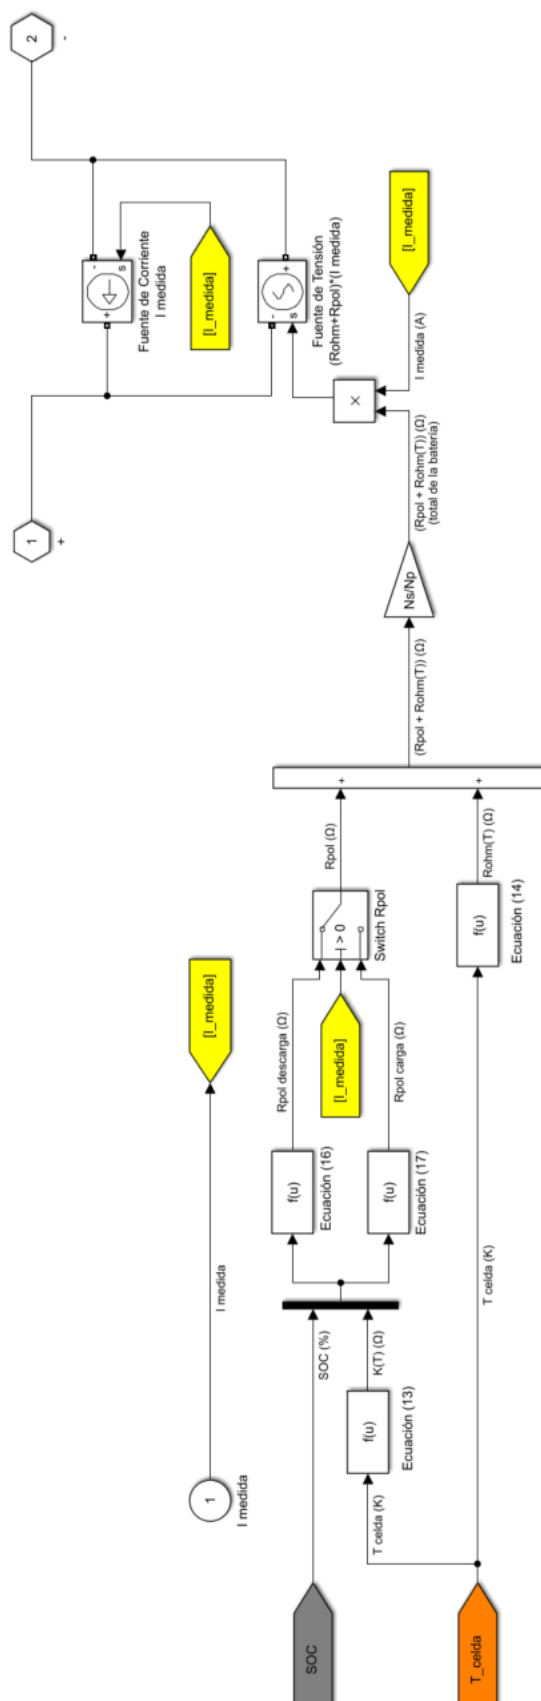 SOC
T_celda
1
I medida
I medida
[I_medida]
SOC (%)
T celda (K)
f(u)
Ecuación (13)
K(T) (Ω)
f(u)
Ecuación (16)
f(u)
Ecuación (17)
Rpol descarga (Ω)
[I_medida]
Rpol carga (Ω)
I > 0
Switch Rpol
Rpol (Ω)
T celda (K)
f(u)
Ecuación (14)
Rohm(T) (Ω)
+
+
(Rpol + Rohm(T)) (Ω)
Ns/Np
(Rpol + Rohm(T)) (Ω)
(total de la batería)
I medida (A)
[I_medida]
×
1
+
+
-
s
Fuente de Corriente
I medida
[I_medida]
-
+
s
Fuente de Tensión
(Rohm+Rpol)*(I medida)
2
-